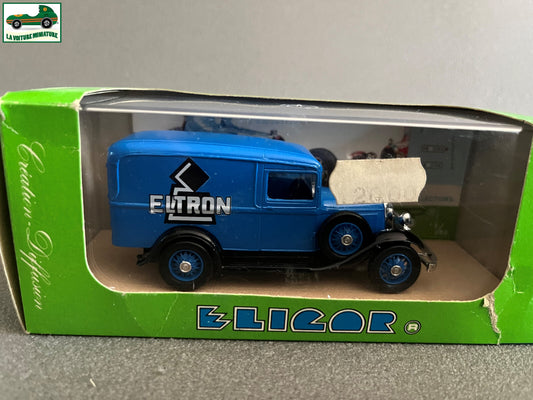 LA VOITURE MINIATURE
Création-Diffusion
ELTRON
ELIGOR ®